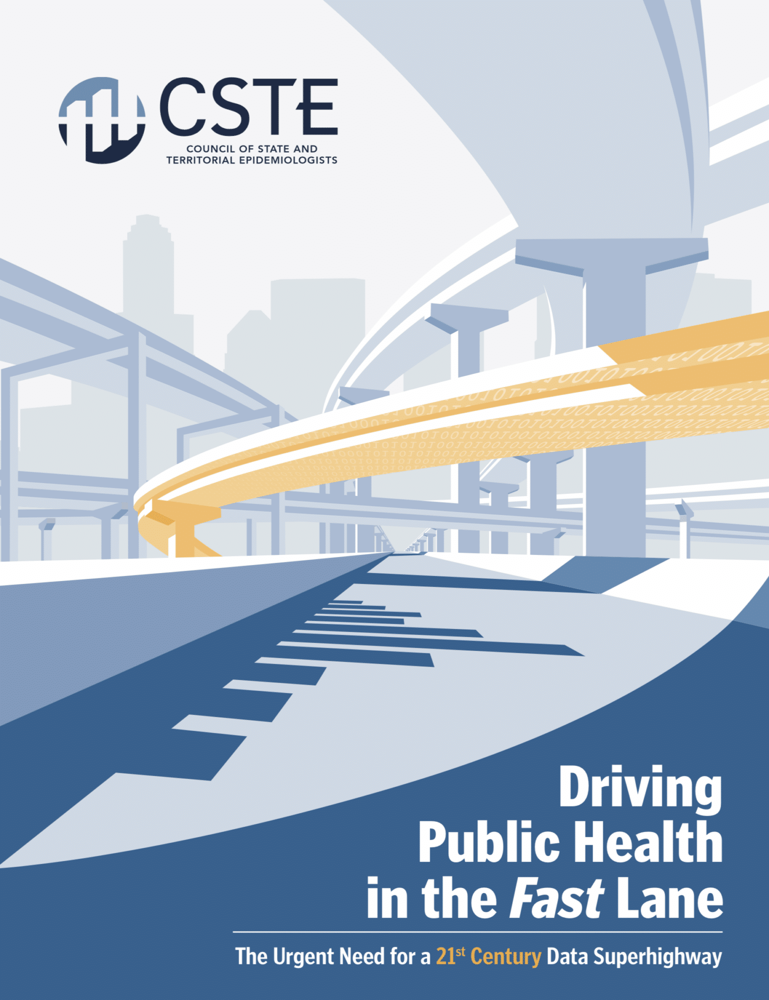 CSTE
COUNCIL OF STATE AND
TERRITORIAL EPIDEMIOLOGISTS
Driving
Public Health
in the Fast Lane
The Urgent Need for a 21st Century Data Superhighway